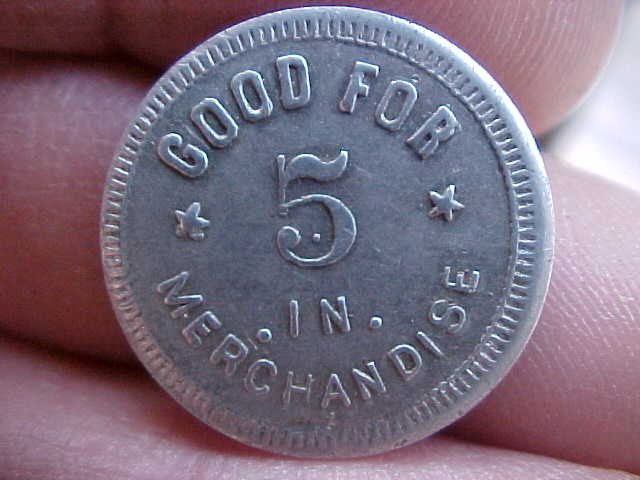 GOOD FOR
5
. IN .
MERCHANDISE